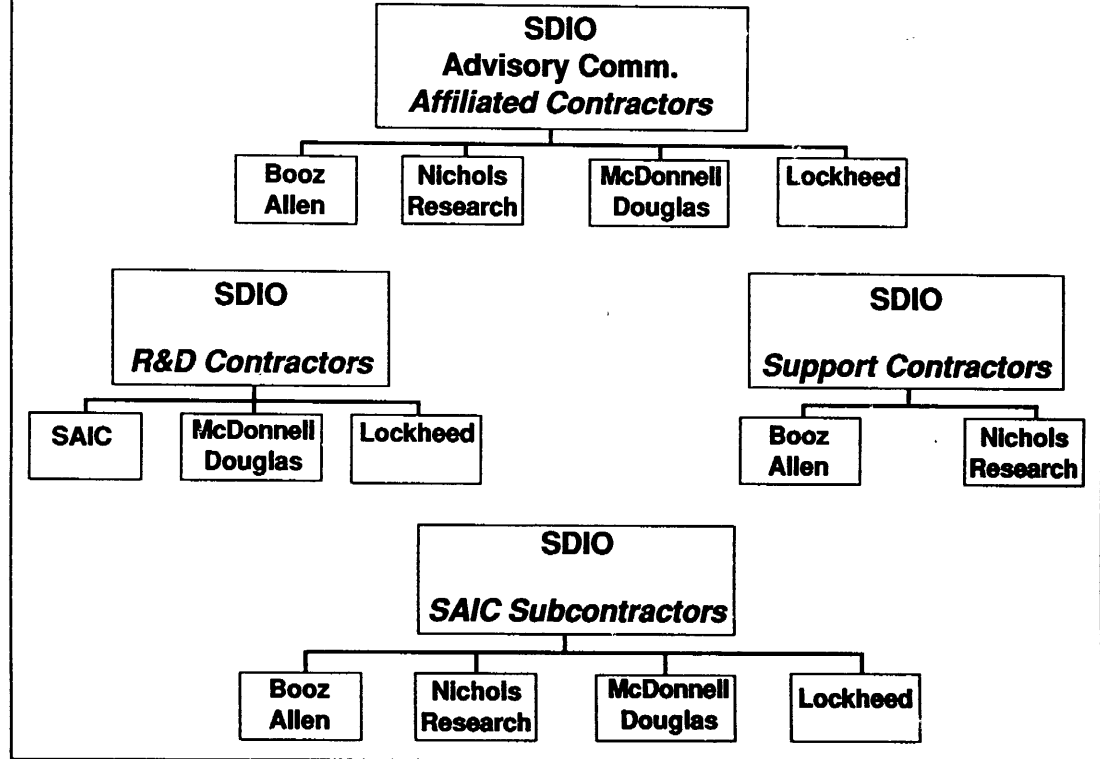 SDIO
Advisory Comm.
Affiliated Contractors
Booz
Allen
Nichols
Research
McDonnell
Douglas
Lockheed
SDIO
R&D Contractors
SAIC
McDonnell
Douglas
Lockheed
SDIO
Support Contractors
Booz
Allen
Nichols
Research
SDIO
SAIC Subcontractors
Booz
Allen
Nichols
Research
McDonnell
Douglas
Lockheed